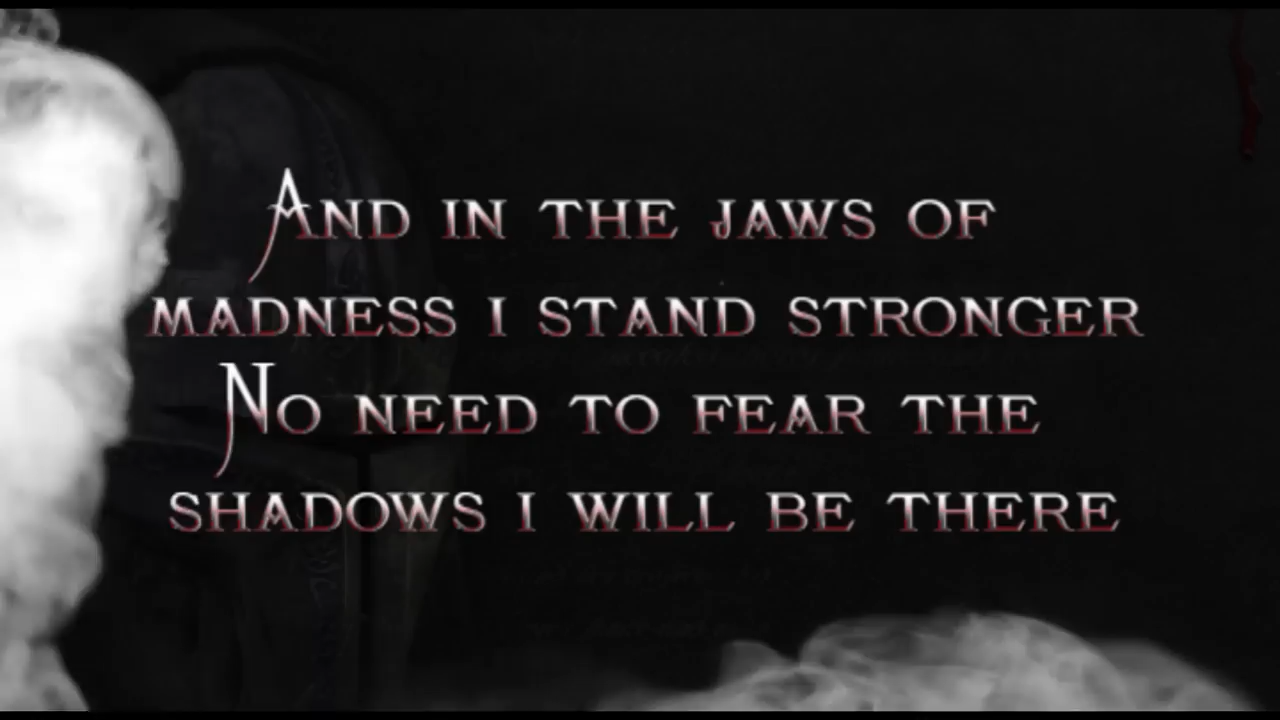 And in the jaws of
madness I stand stronger
No need to fear the
shadows I will be there